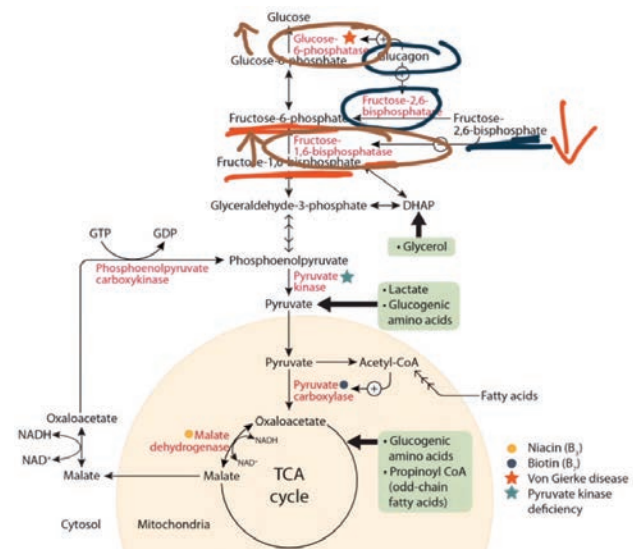 Glucose
Glucose-
6-phosphatase
Glucose-6-phosphate
Glucagon
+
+
Fructose-2,6-
bisphosphatase
Fructose-6-phosphate
Fructose-
2,6-bisphosphate
Fructose-
1,6-bisphosphatase
−
Fructose-1,6-bisphosphate
Glyceraldehyde-3-phosphate
DHAP
• Glycerol
GTP
GDP
Phosphoenolpyruvate
carboxykinase
Phosphoenolpyruvate
Pyruvate
kinase
Pyruvate
• Lactate
• Glucogenic
amino acids
Pyruvate
Acetyl-CoA
Pyruvate
carboxylase
+
Fatty acids
Oxaloacetate
Oxaloacetate
NADH
NAD⁺
Malate
Malate
dehydrogenase
NADH
NAD⁺
Malate
TCA
cycle
• Glucogenic
amino acids
• Propinoyl CoA
(odd-chain
fatty acids)
Cytosol
Mitochondria
Niacin (B₃)
Biotin (B₇)
Von Gierke disease
Pyruvate kinase
deficiency